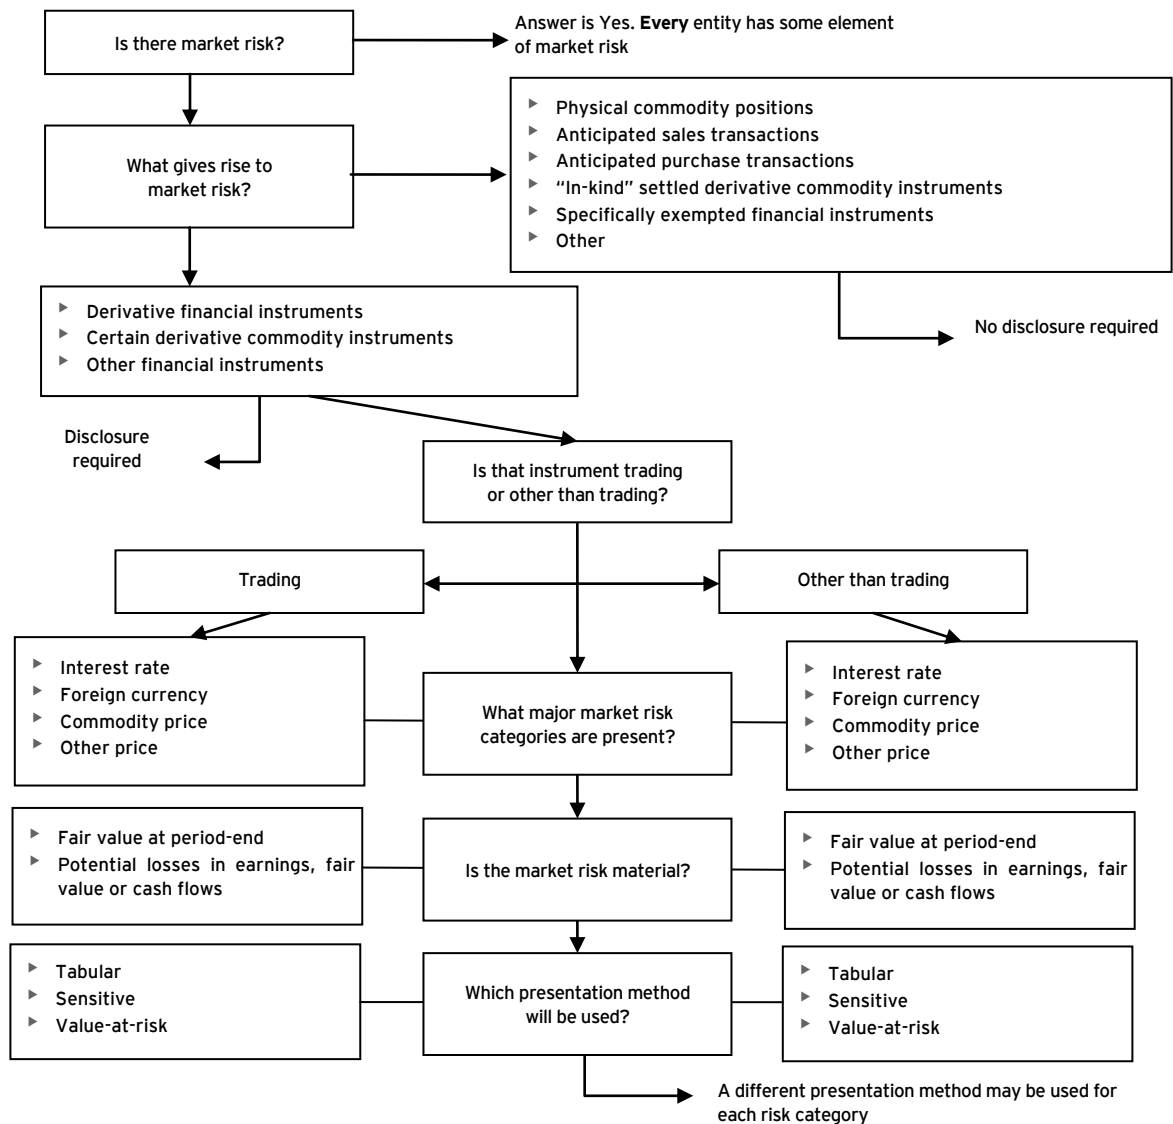 Is there market risk?
Answer is Yes. Every entity has some element
of market risk
What gives rise to
market risk?
Physical commodity positions
Anticipated sales transactions
Anticipated purchase transactions
“In-kind” settled derivative commodity instruments
Specifically exempted financial instruments
Other
No disclosure required
Derivative financial instruments
Certain derivative commodity instruments
Other financial instruments
Disclosure
required
Is that instrument trading
or other than trading?
Trading
Other than trading
Interest rate
Foreign currency
Commodity price
Other price
What major market risk
categories are present?
Interest rate
Foreign currency
Commodity price
Other price
Fair value at period-end
Potential losses in earnings, fair
value or cash flows
Is the market risk material?
Fair value at period-end
Potential losses in earnings, fair
value or cash flows
Tabular
Sensitive
Value-at-risk
Which presentation method
will be used?
Tabular
Sensitive
Value-at-risk
A different presentation method may be used for
each risk category